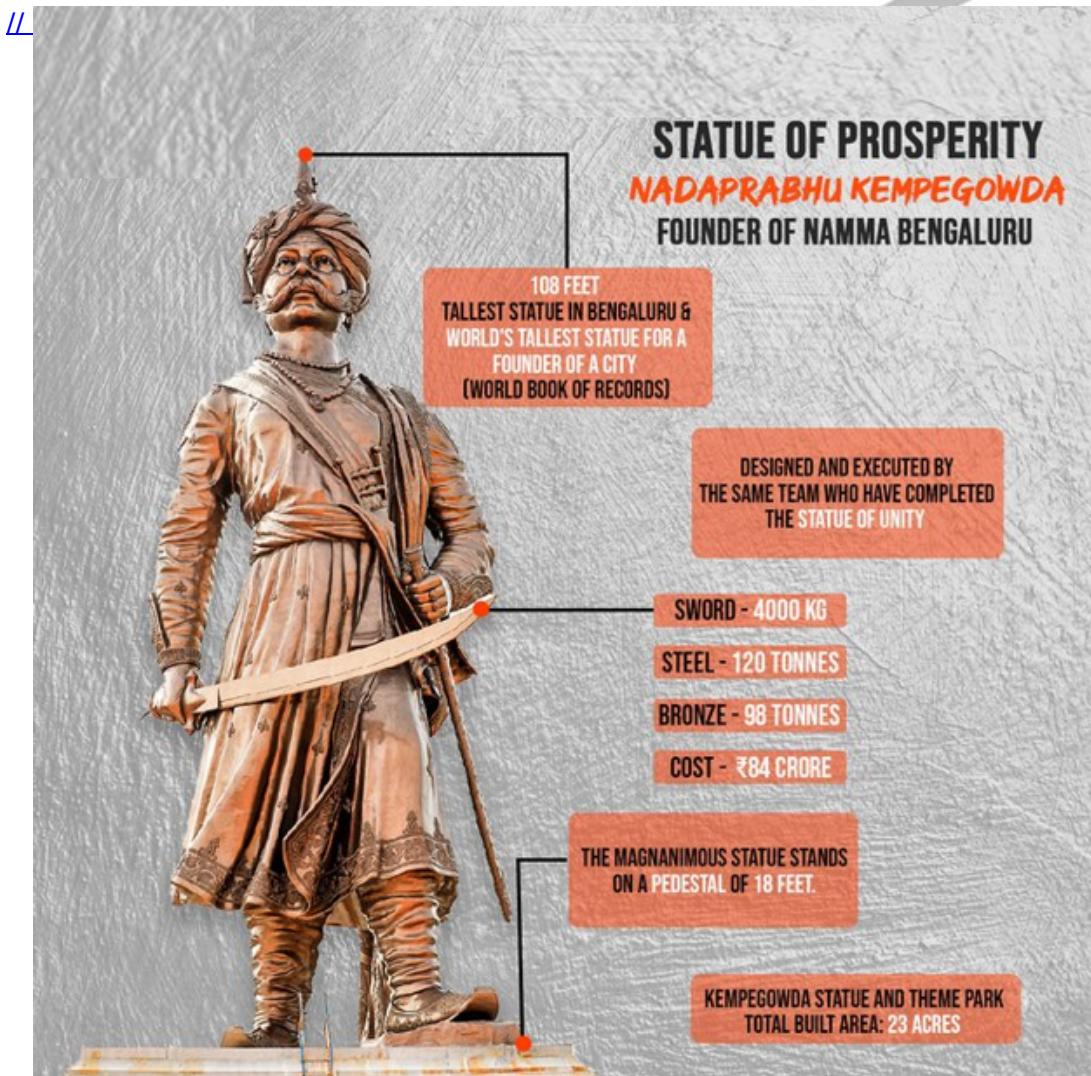 //
STATUE OF PROSPERITY
NADAPRABHU KEMPEGOWDA
FOUNDER OF NAMMA BENGALURU
108 FEET
TALLEST STATUE IN BENGALURU &
WORLD'S TALLEST STATUE FOR A
FOUNDER OF A CITY
(WORLD BOOK OF RECORDS)
DESIGNED AND EXECUTED BY
THE SAME TEAM WHO HAVE COMPLETED
THE STATUE OF UNITY
SWORD - 4000 KG
STEEL - 120 TONNES
BRONZE - 98 TONNES
COST - ₹84 CRORE
THE MAGNANIMOUS STATUE STANDS
ON A PEDESTAL OF 18 FEET.
KEMPEGOWDA STATUE AND THEME PARK
TOTAL BUILT AREA: 23 ACRES